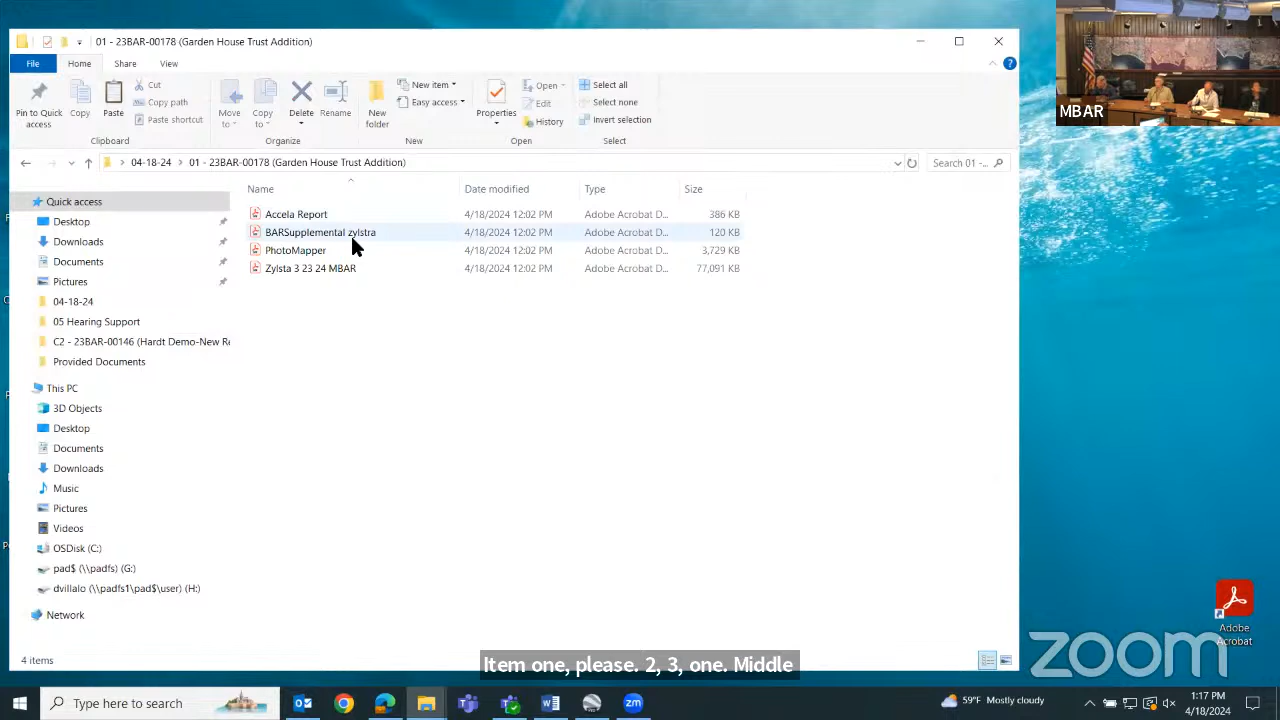 01 - 23BAR-00178 (Garden House Trust Addition)
File Home Share View
Pin to Quick access
Copy
Paste
Cut
Copy path
Paste shortcut
Clipboard
Move to
Copy to
Delete
Rename
Organize
New folder
New item
Easy access
New
Properties
Open
Edit
History
Open
Select all
Select none
Invert selection
Select
04-18-24 > 01 - 23BAR-00178 (Garden House Trust Addition)
Search 01 -...
Name Date modified Type Size
Accela Report 4/18/2024 12:02 PM Adobe Acrobat D... 386 KB
BARSupplemental zylstra 4/18/2024 12:02 PM Adobe Acrobat D... 120 KB
PhotoMapper 4/18/2024 12:02 PM Adobe Acrobat D... 3,729 KB
Zylsta 3 23 24 MBAR 4/18/2024 12:02 PM Adobe Acrobat D... 77,091 KB
Quick access
Desktop
Downloads
Documents
Pictures
04-18-24
05 Hearing Support
C2 - 23BAR-00146 (Hardt Demo-New Re
Provided Documents
This PC
3D Objects
Desktop
Documents
Downloads
Music
Pictures
Videos
OSDisk (C:)
pad$ (\\padfs) (G:)
dvillalo (\\padfs1\pad$\user) (H:)
Network
4 items
MBAR
Adobe Acrobat
Item one, please. 2, 3, one. Middle
zoom
Type here to search
59°F Mostly cloudy
1:17 PM
4/18/2024